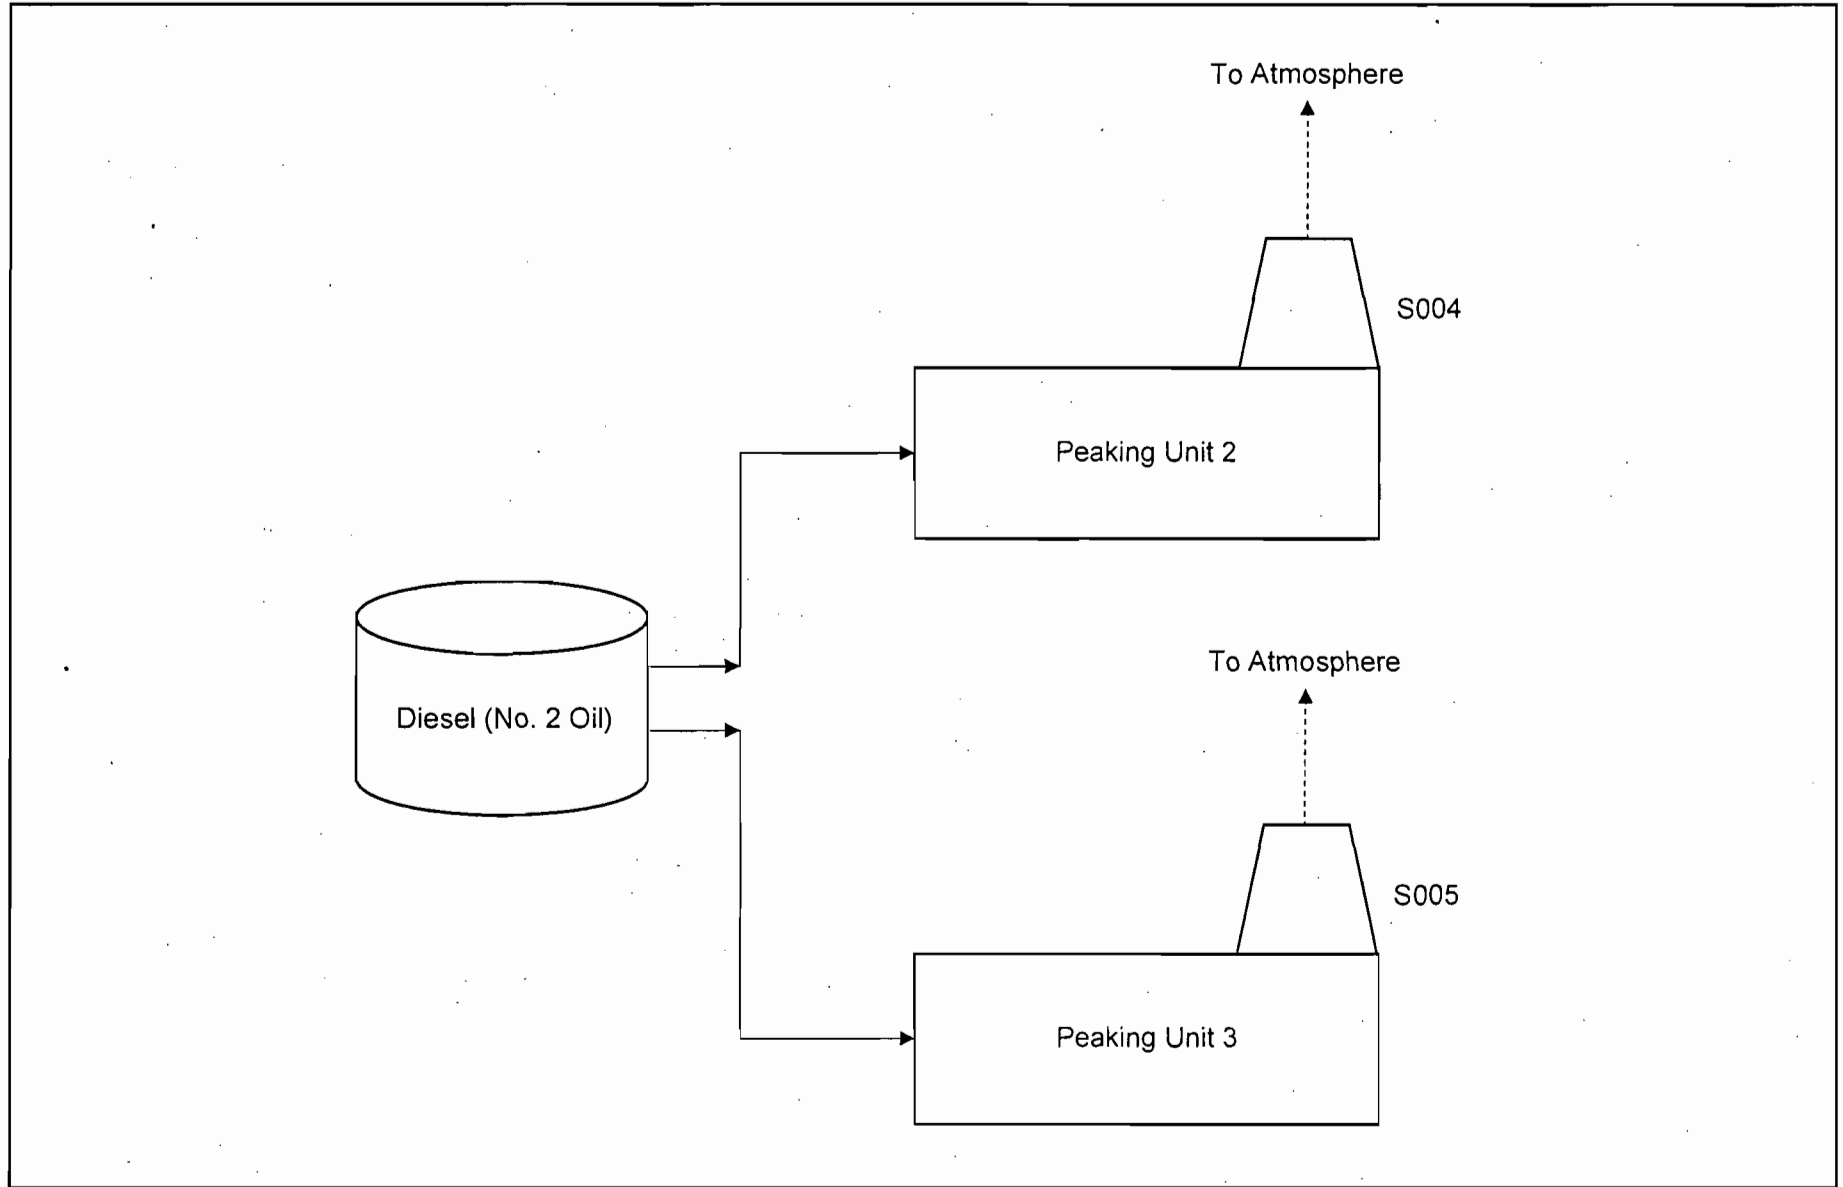 To Atmosphere
S004
Peaking Unit 2
To Atmosphere
Diesel (No. 2 Oil)
S005
Peaking Unit 3